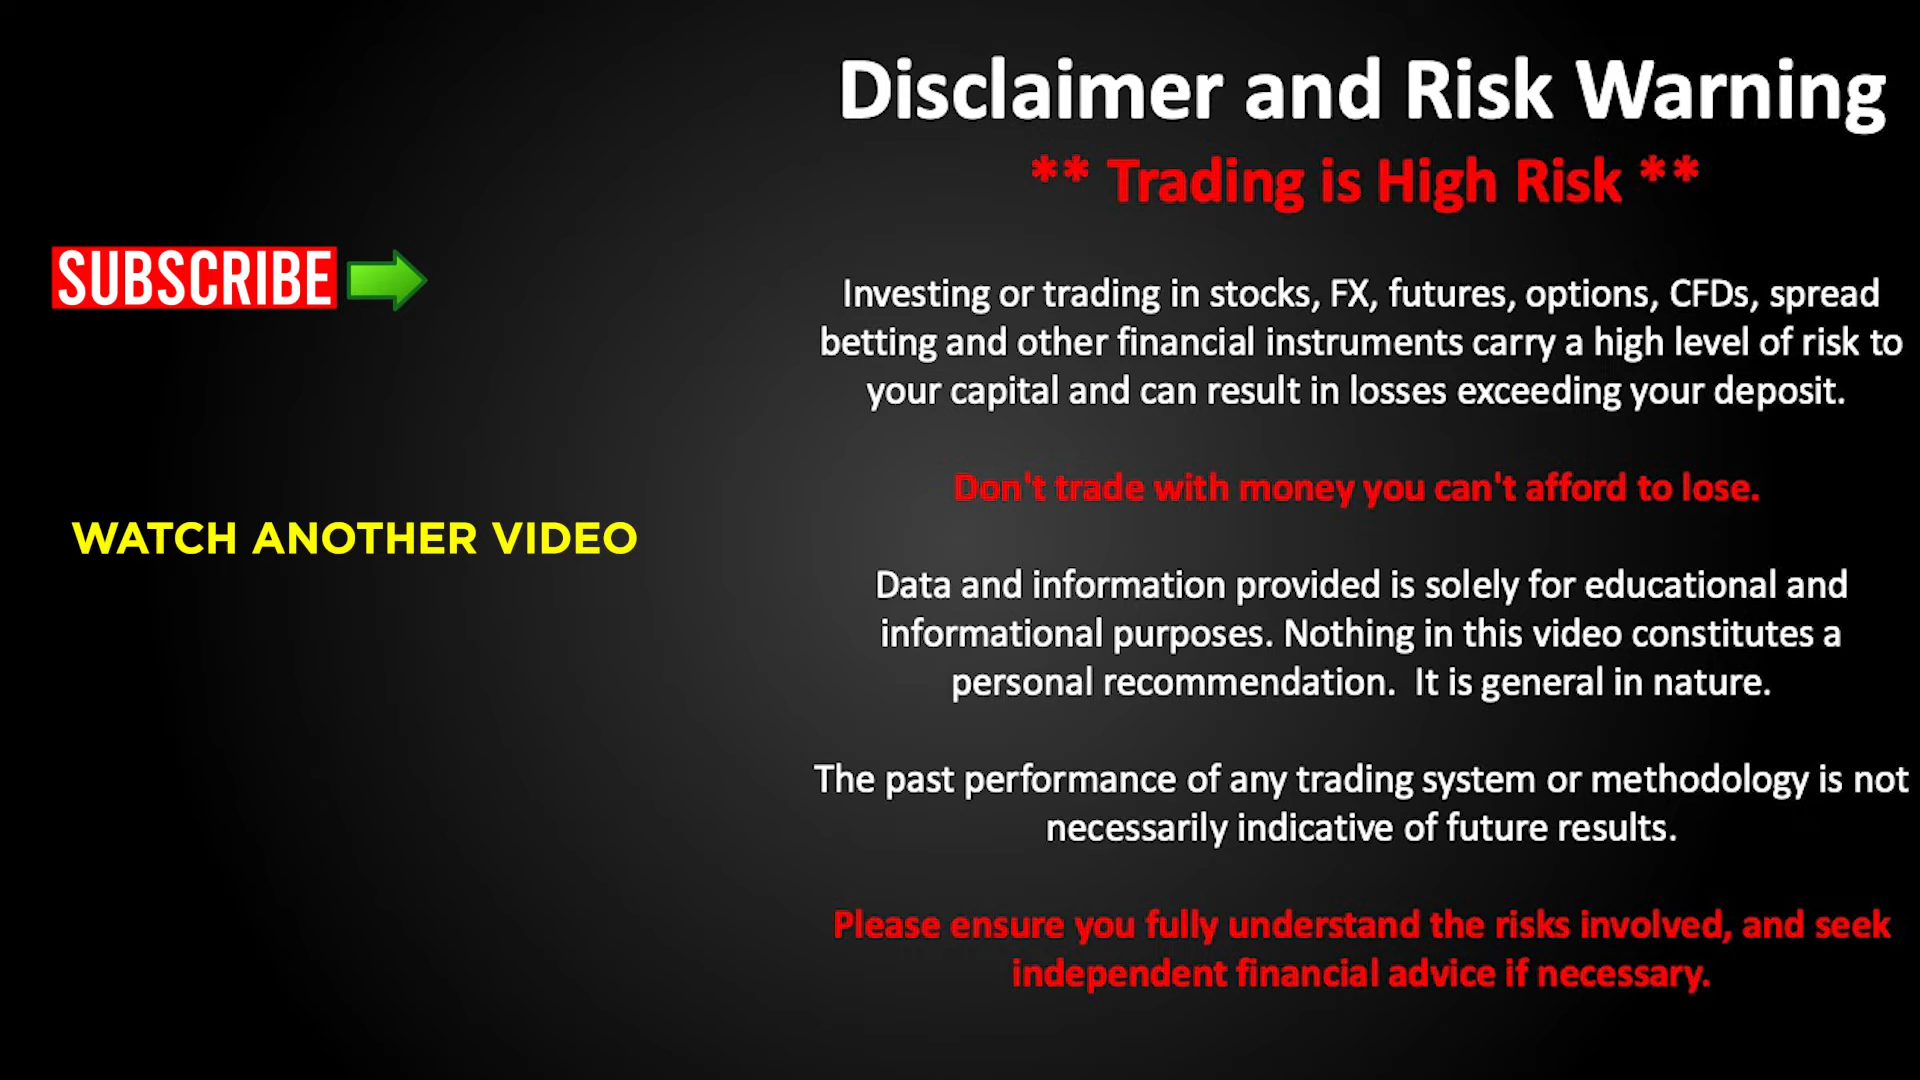 Disclaimer and Risk Warning
** Trading is High Risk **
SUBSCRIBE
Investing or trading in stocks, FX, futures, options, CFDs, spread
betting and other financial instruments carry a high level of risk to
your capital and can result in losses exceeding your deposit.
Don't trade with money you can't afford to lose.
WATCH ANOTHER VIDEO
Data and information provided is solely for educational and
informational purposes. Nothing in this video constitutes a
personal recommendation.  It is general in nature.
The past performance of any trading system or methodology is not
necessarily indicative of future results.
Please ensure you fully understand the risks involved, and seek
independent financial advice if necessary.